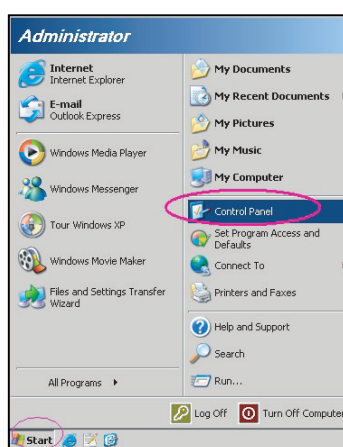 Administrator
Internet
Internet Explorer
E-mail
Outlook Express
Windows Media Player
Windows Messenger
Tour Windows XP
Windows Movie Maker
Files and Settings Transfer
Wizard
All Programs
My Documents
My Recent Documents
My Pictures
My Music
My Computer
Control Panel
Set Program Access and
Defaults
Connect To
Printers and Faxes
Help and Support
Search
Run...
Log Off
Turn Off Computer
Start